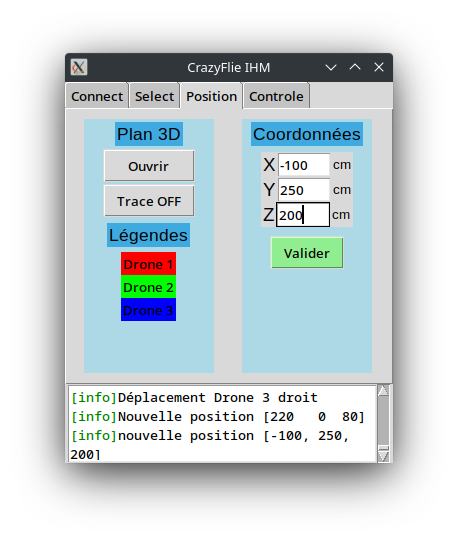 CrazyFlie IHM
Connect Select Position Controle
Plan 3D
Ouvrir
Trace OFF
Légendes
Drone 1
Drone 2
Drone 3
Coordonnées
X -100 cm
Y 250 cm
Z 200 cm
Valider
[info]Déplacement Drone 3 droit
[info]Nouvelle position [220 0 80]
[info]nouvelle position [-100, 250,
200]